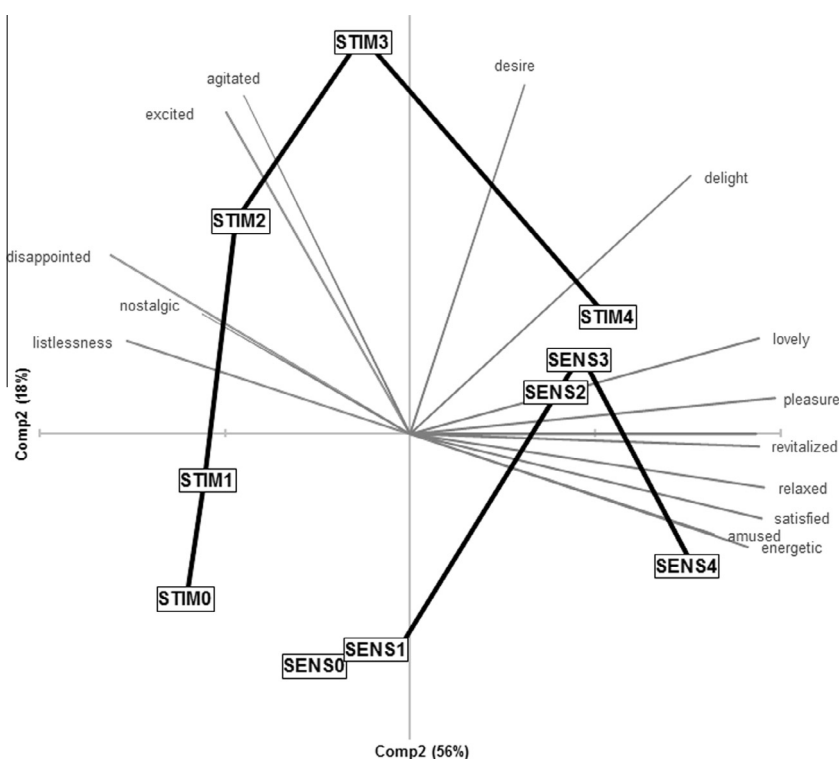 STIM3
desire
agitated
excited
delight
STIM2
disappointed
nostalgic
STIM4
listlessness
lovely
SENS3
SENS2
pleasure
Comp2 (18%)
revitalized
STIM1
relaxed
satisfied
amused
energetic
SENS4
STIM0
SENS1
SENS0
Comp2 (56%)